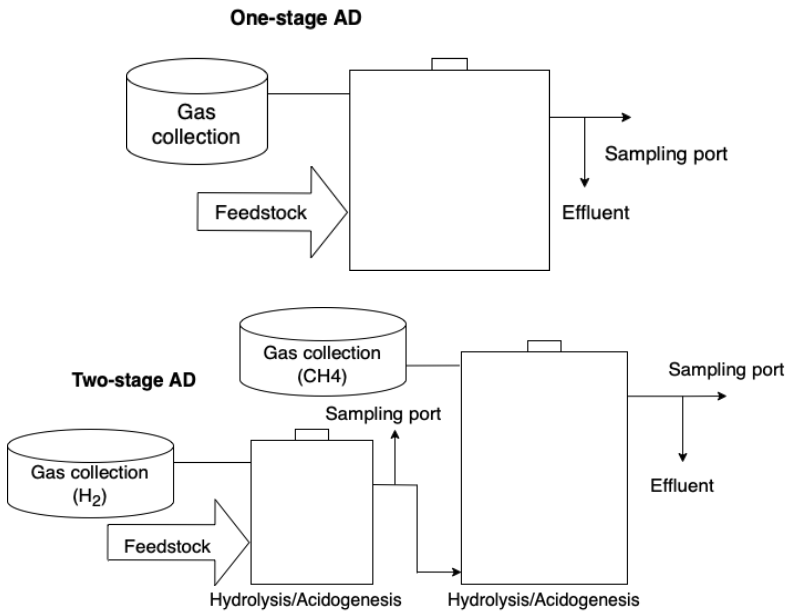 One-stage AD
Gas
collection
Feedstock
Sampling port
Effluent
Two-stage AD
Gas collection
(CH4)
Sampling port
Sampling port
Gas collection
(H₂)
Feedstock
Effluent
Hydrolysis/Acidogenesis
Hydrolysis/Acidogenesis